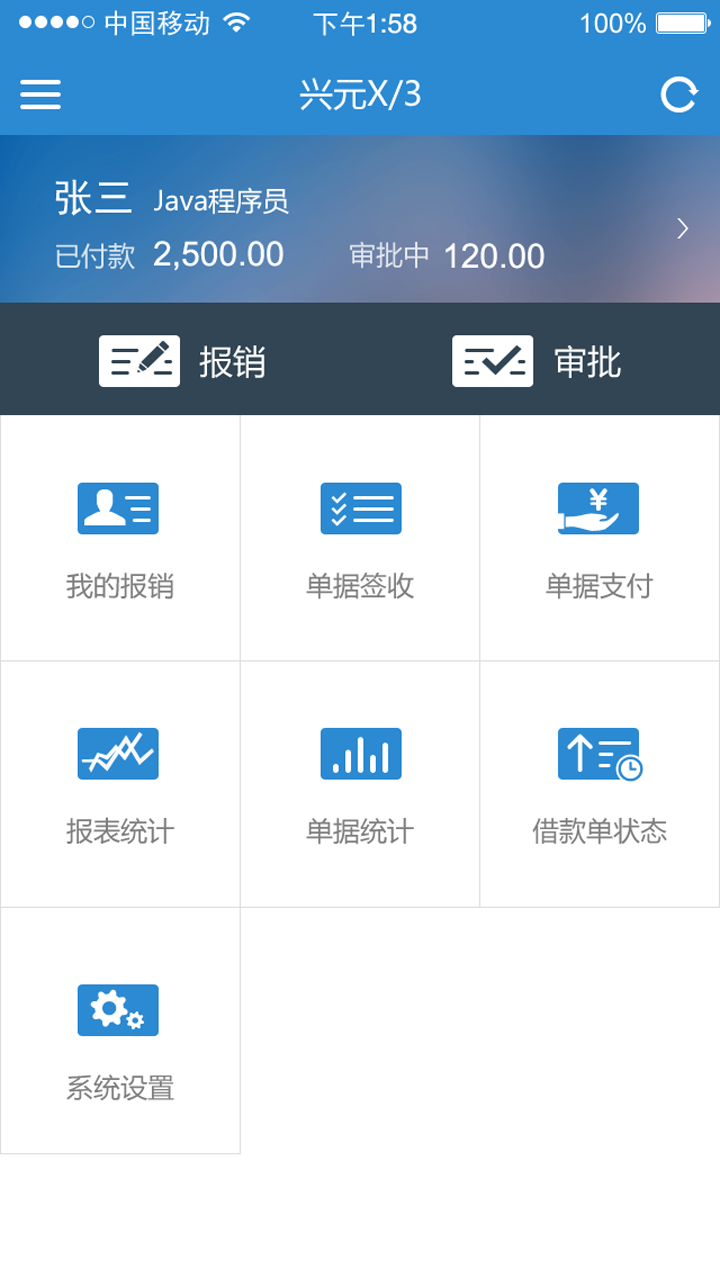 中国移动 下午1:58 100%
兴元X/3
张三 Java程序员
已付款 2,500.00 审批中 120.00
报销 审批
我的报销 单据签收 单据支付
报表统计 单据统计 借款单状态
系统设置